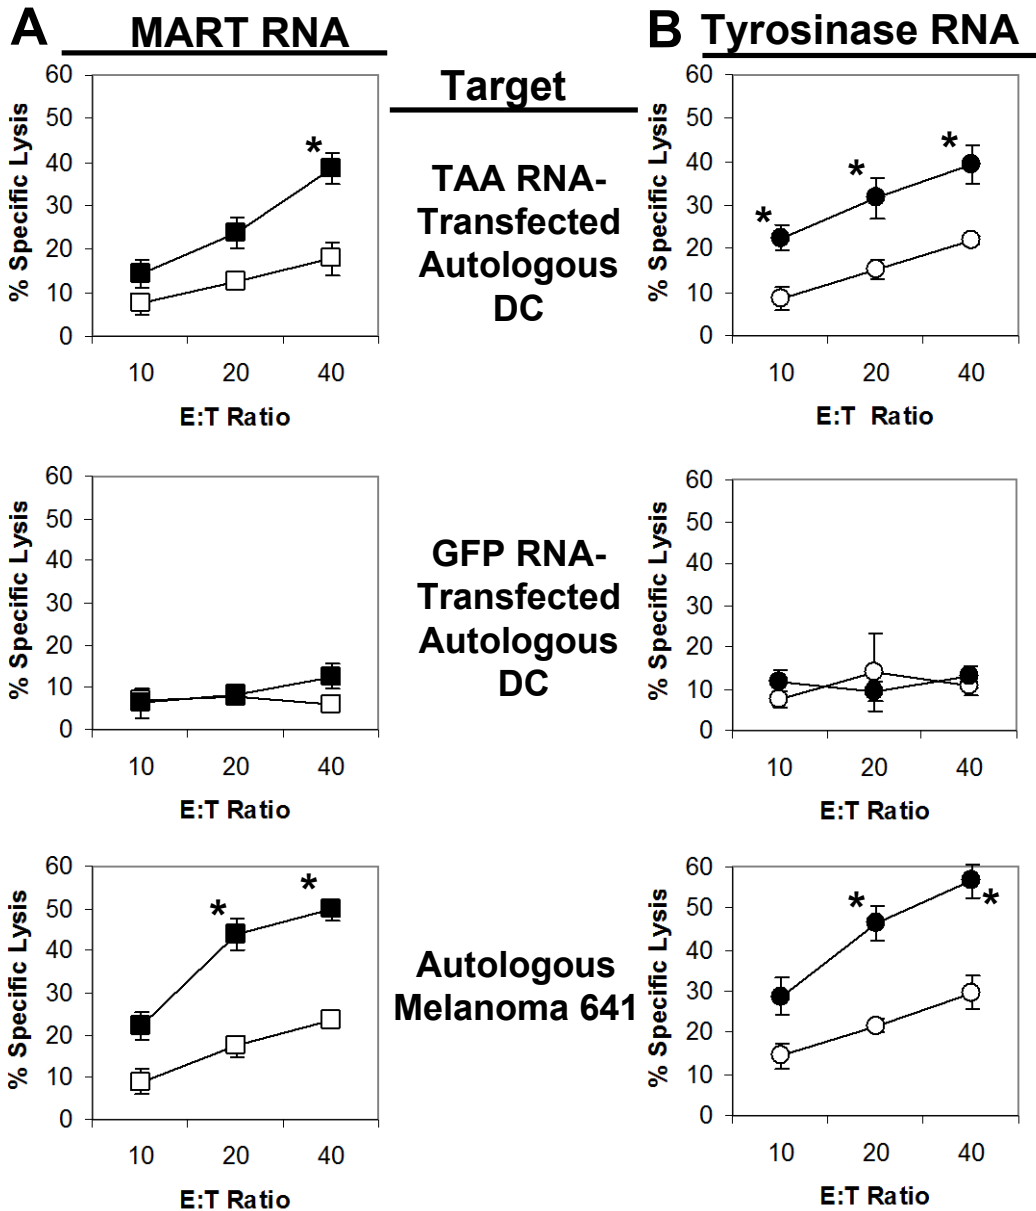 A
MART RNA
B
Tyrosinase RNA
Target
% Specific Lysis
60
50
40
30
20
10
0
*
10
20
40
E:T Ratio
TAA RNA-
Transfected
Autologous
DC
% Specific Lysis
60
50
40
30
20
10
0
*
*
*
10
20
40
E:T Ratio
% Specific Lysis
60
50
40
30
20
10
0
10
20
40
E:T Ratio
GFP RNA-
Transfected
Autologous
DC
% Specific Lysis
60
50
40
30
20
10
0
10
20
40
E:T Ratio
% Specific Lysis
60
50
40
30
20
10
0
*
*
10
20
40
E:T Ratio
Autologous
Melanoma 641
% Specific Lysis
60
50
40
30
20
10
0
*
*
10
20
40
E:T Ratio